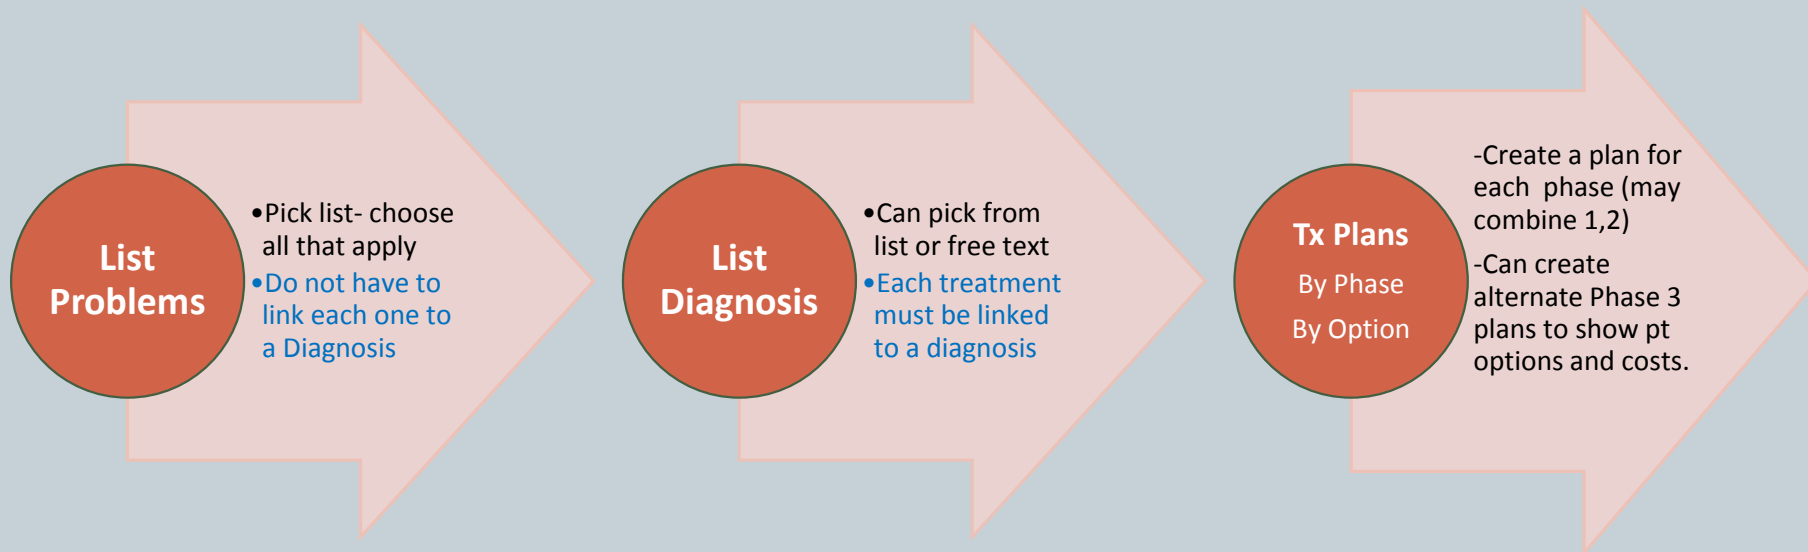 List
Problems
•Pick list- choose
all that apply
•Do not have to
link each one to
a Diagnosis
List
Diagnosis
•Can pick from
list or free text
•Each treatment
must be linked
to a diagnosis
Tx Plans
By Phase
By Option
-Create a plan for
each  phase (may
combine 1,2)
-Can create
alternate Phase 3
plans to show pt
options and costs.